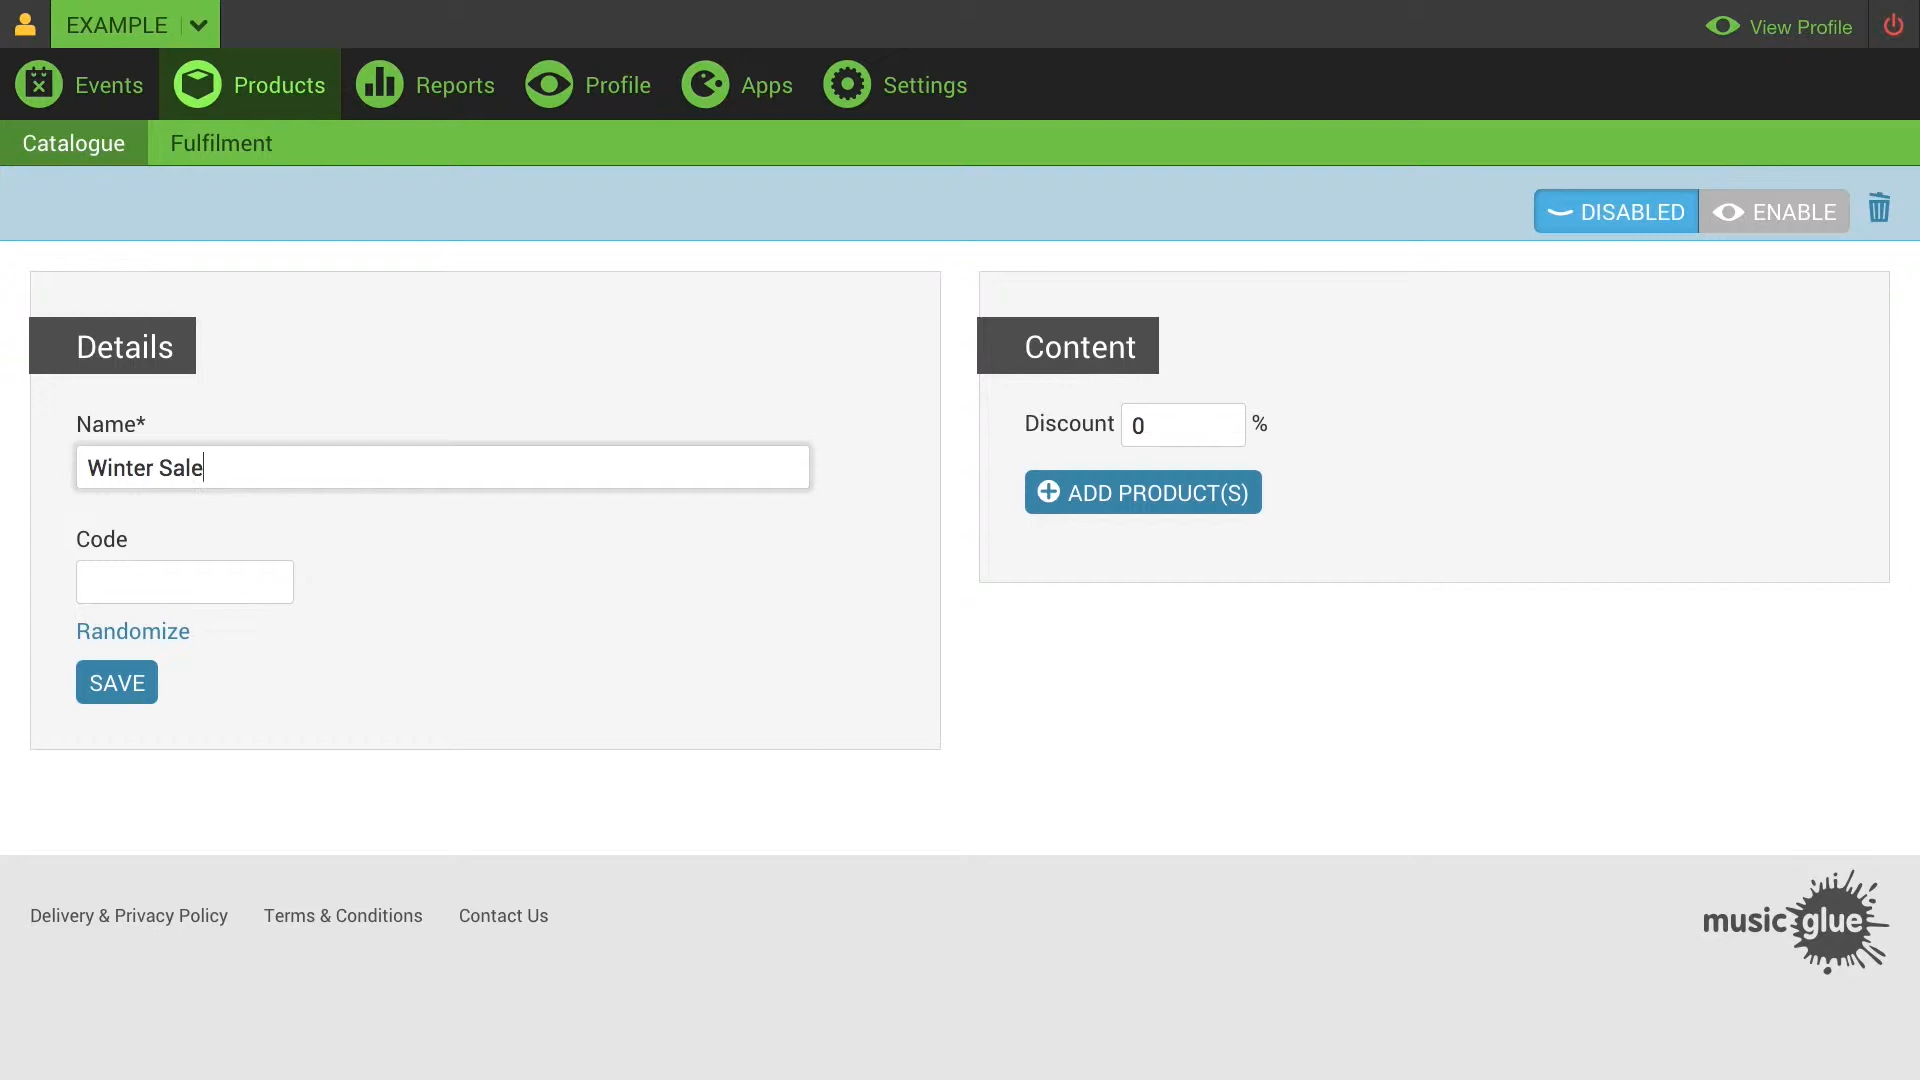 EXAMPLE
View Profile
Events
Products
Reports
Profile
Apps
Settings
Catalogue
Fulfilment
DISABLED
ENABLE
Details
Name*
Winter Sale
Code
Randomize
SAVE
Content
Discount 0 %
ADD PRODUCT(S)
Delivery & Privacy Policy
Terms & Conditions
Contact Us
music glue